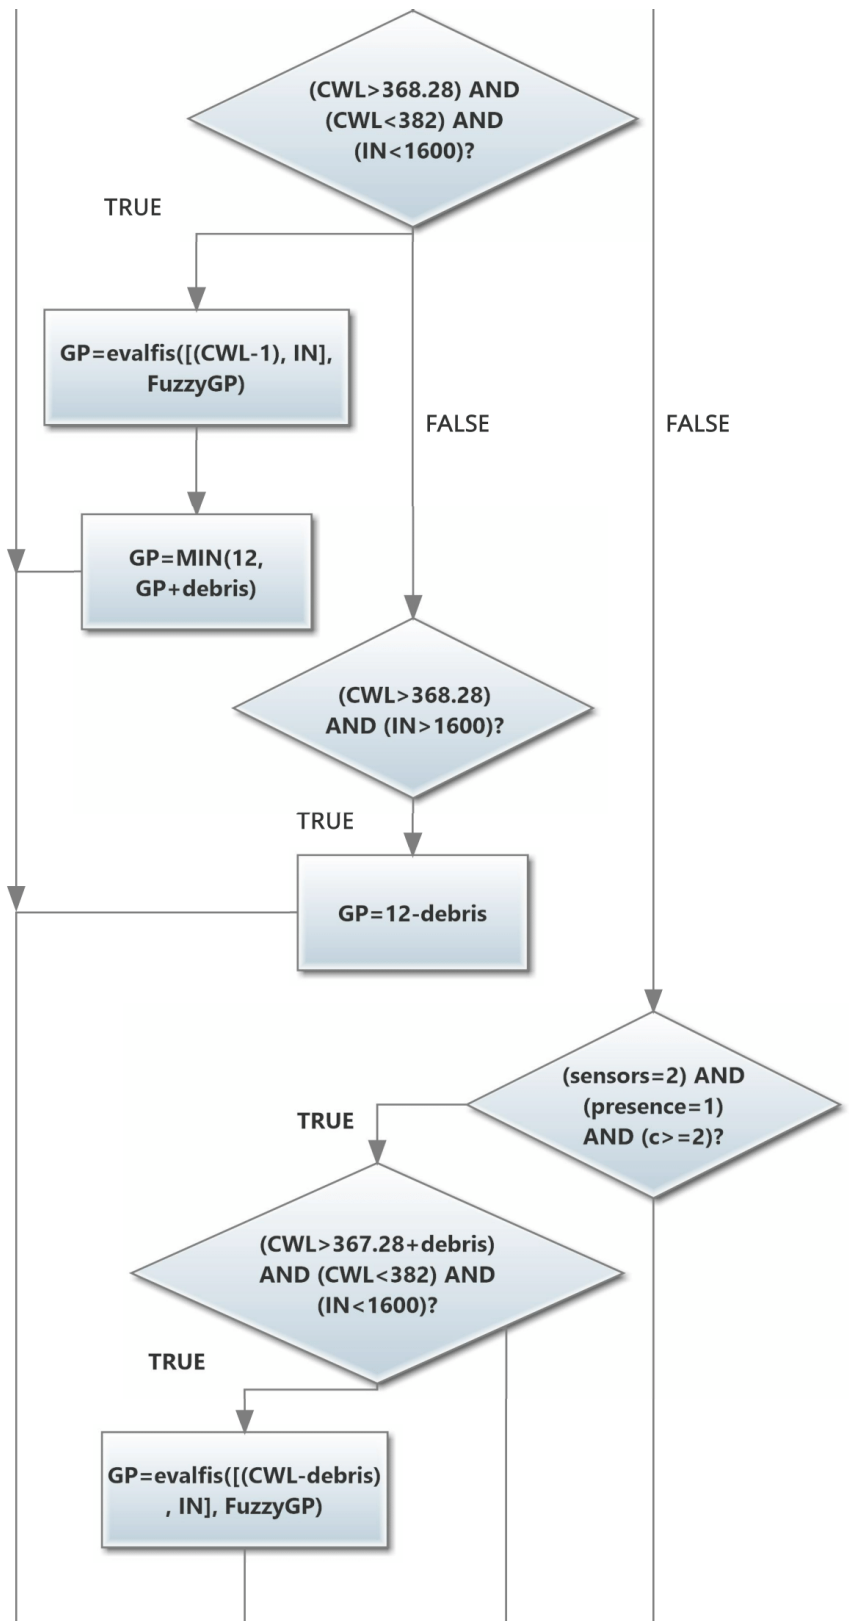 (CWL>368.28) AND
(CWL<382) AND
(IN<1600)?
TRUE
GP=evalfis([(CWL-1), IN],
FuzzyGP)
FALSE
FALSE
GP=MIN(12,
GP+debris)
(CWL>368.28)
AND (IN>1600)?
TRUE
GP=12-debris
(sensors=2) AND
(presence=1)
AND (c>=2)?
TRUE
(CWL>367.28+debris)
AND (CWL<382) AND
(IN<1600)?
TRUE
GP=evalfis([(CWL-debris)
, IN], FuzzyGP)